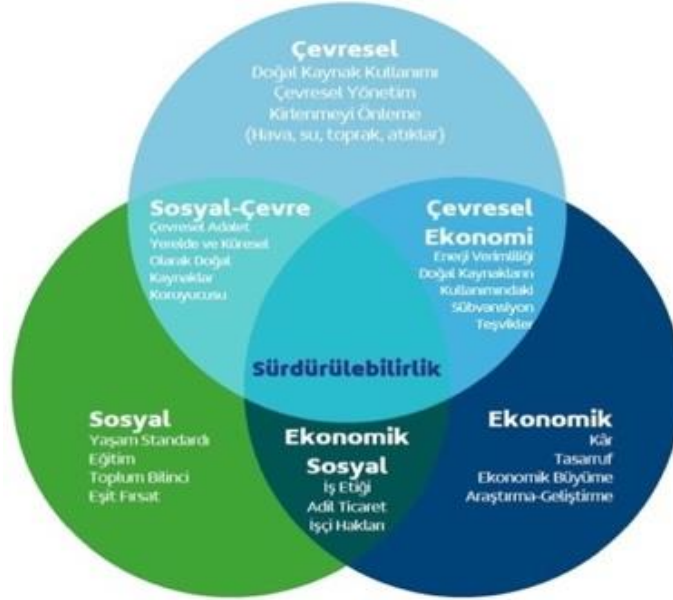 Çevresel
Doğal Kaynak Kullanımı
Çevresel Yönetim
Kirlenmeyi Önleme
(Hava, su, toprak, atıklar)
Sosyal-Çevre
Çevresel Adalet
Yerelde ve Küresel
Olarak Doğal
Kaynaklar
Koruyucusu
Çevresel
Ekonomi
Enerji Verimliliği
Doğal Kaynakların
Kullanımındaki
Sübvansiyon
Teşvikler
Sürdürülebilirlik
Sosyal
Yaşam Standardı
Eğitim
Toplum Bilinci
Eşit Fırsat
Ekonomik
Sosyal
İş Etiği
Adil Ticaret
İşçi Hakları
Ekonomik
Kâr
Tasarruf
Ekonomik Büyüme
Araştırma-Geliştirme